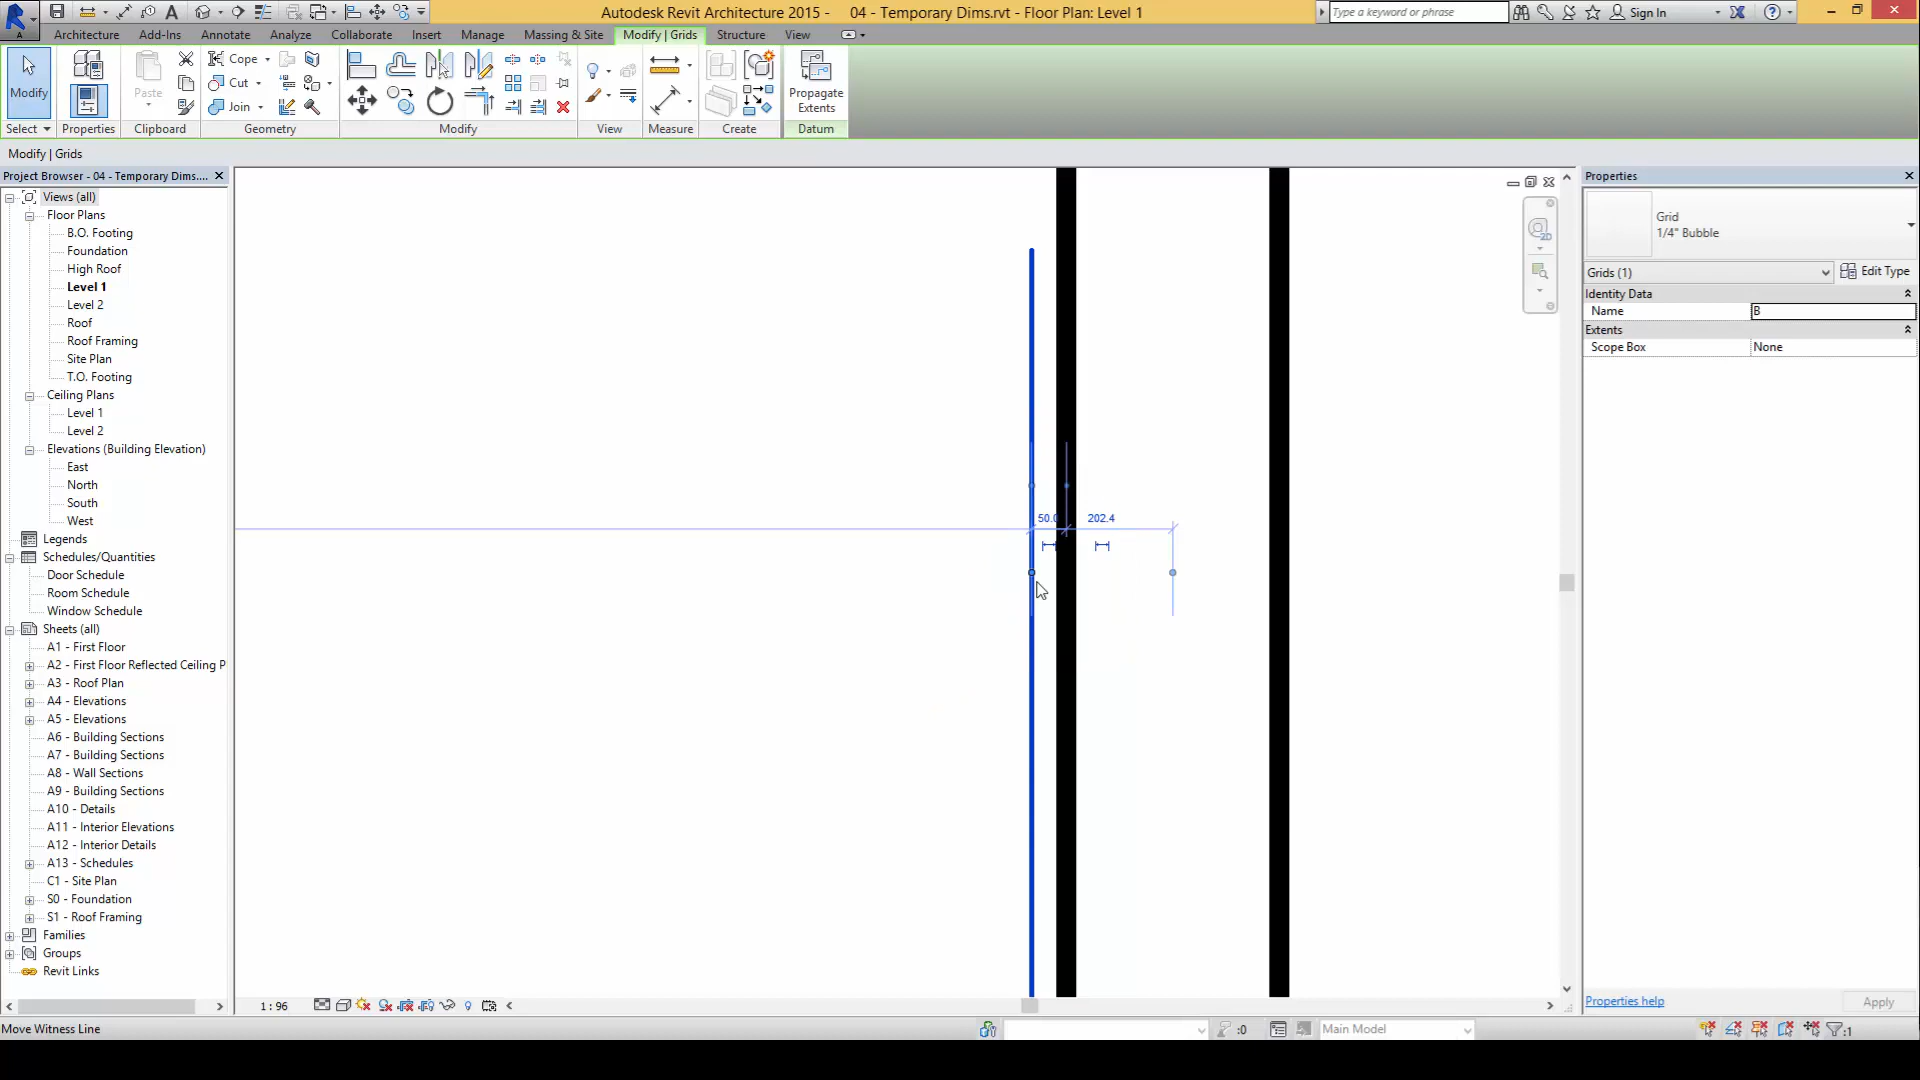 Autodesk Revit Architecture 2015 - 04 - Temporary Dims.rvt - Floor Plan: Level 1
Type a keyword or phrase
Sign In
Architecture Add-Ins Annotate Analyze Collaborate Insert Manage Massing & Site Modify | Grids Structure View
Modify
Paste
Cope
Cut
Join
Propagate
Extents
Select Properties Clipboard Geometry Modify View Measure Create Datum
Modify | Grids
Project Browser - 04 - Temporary Dims....
Views (all)
Floor Plans
B.O. Footing
Foundation
High Roof
Level 1
Level 2
Roof
Roof Framing
Site Plan
T.O. Footing
Ceiling Plans
Level 1
Level 2
Elevations (Building Elevation)
East
North
South
West
Legends
Schedules/Quantities
Door Schedule
Room Schedule
Window Schedule
Sheets (all)
A1 - First Floor
A2 - First Floor Reflected Ceiling P
A3 - Roof Plan
A4 - Elevations
A5 - Elevations
A6 - Building Sections
A7 - Building Sections
A8 - Wall Sections
A9 - Building Sections
A10 - Details
A11 - Interior Elevations
A12 - Interior Details
A13 - Schedules
C1 - Site Plan
S0 - Foundation
S1 - Roof Framing
Families
Groups
Revit Links
202.4
2D
Properties
Grid
1/4" Bubble
Grids (1)
Edit Type
Identity Data
Name B
Extents
Scope Box None
Properties help
Apply
1 : 96
Move Witness Line
:0
Main Model
:1